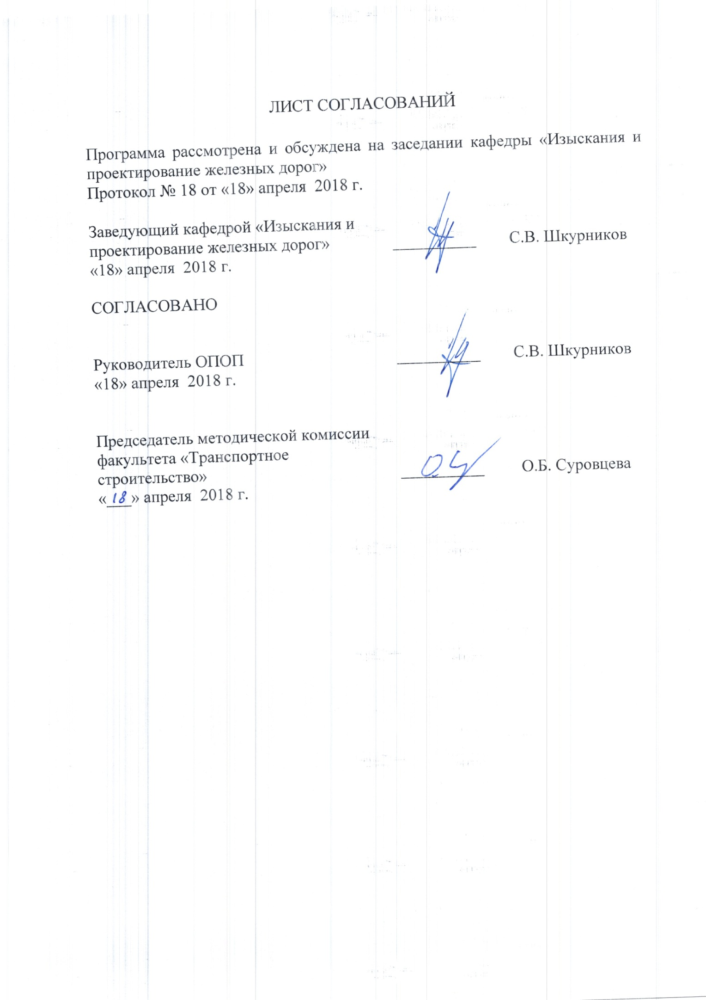 ЛИСТ СОГЛАСОВАНИЙ
Программа рассмотрена и обсуждена на заседании кафедры «Изыскания и
проектирование железных дорог»
Протокол № 18 от «18» апреля 2018 г.
Заведующий кафедрой «Изыскания и
проектирование железных дорог» С.В. Шкурников
«18» апреля 2018 г.
СОГЛАСОВАНО
Руководитель ОПОП С.В. Шкурников
«18» апреля 2018 г.
Председатель методической комиссии
факультета «Транспортное
строительство» О.Б. Суровцева
«18» апреля 2018 г.